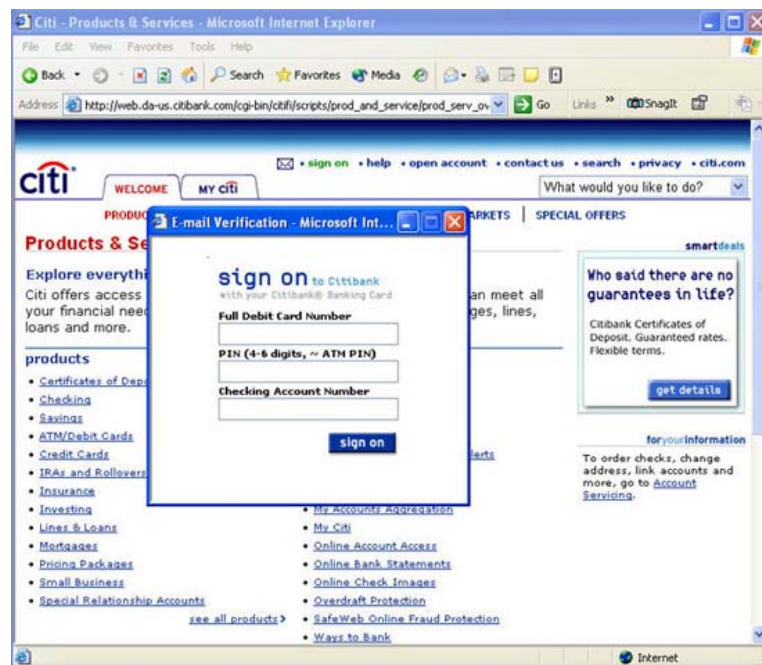 Citi - Products & Services - Microsoft Internet Explorer
File Edit View Favorites Tools Help
Back Search Favorites Media
Address http://web.da-us.citibank.com/cgi-bin/citifi/scripts/prod_and_service/prod_serv_ov Go Links » SnagIt
• sign on • help • open account • contact us • search • privacy • citi.com
citi
WELCOME MY citi
What would you like to do?
PRODUC
ARKETS | SPECIAL OFFERS
Products & Se
Explore everythi
Citi offers access
your financial need
loans and more.
an meet all
ges, lines,
products
• Certificates of Depo
• Checking
• Savings
• ATM/Debit Cards
• Credit Cards
• IRAs and Rollovers
• Insurance
• Investing
• Lines & Loans
• Mortgages
• Pricing Packages
• Small Business
• Special Relationship Accounts
see all products>
lerts
• My Accounts Aggregation
• My Citi
• Online Account Access
• Online Bank Statements
• Online Check Images
• Overdraft Protection
• SafeWeb Online Fraud Protection
• Ways to Bank
E-mail Verification - Microsoft Int...
sign on to Citibank
with your Citibank® Banking Card
Full Debit Card Number
PIN (4-6 digits, ~ ATM PIN)
Checking Account Number
sign on
smartdeals
Who said there are no
guarantees in life?
Citibank Certificates of
Deposit. Guaranteed rates.
Flexible terms.
get details
foryourinformation
To order checks, change
address, link accounts and
more, go to Account
Servicing.
Internet